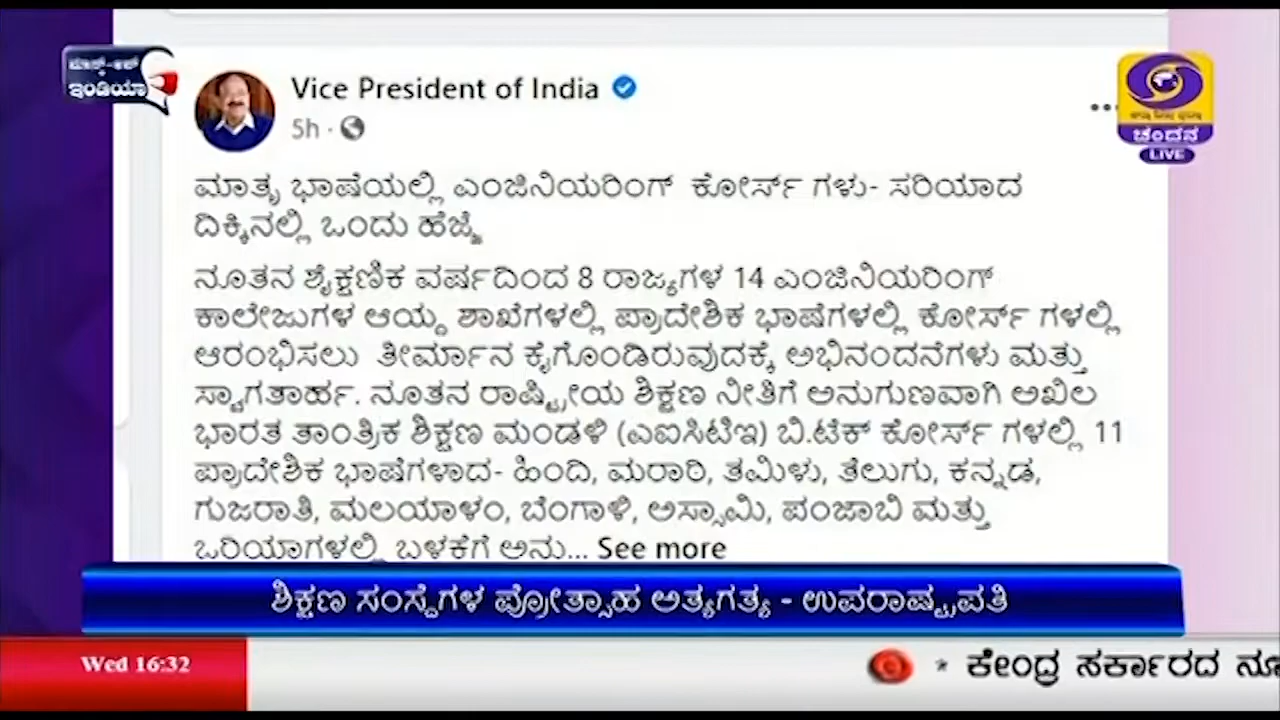 ಮೇಕ್-ಇನ್
ಇಂಡಿಯಾ
Vice President of India
5h
ಚಂದನ
LIVE
ಮಾತೃ ಭಾಷೆಯಲ್ಲಿ ಎಂಜಿನಿಯರಿಂಗ್ ಕೋರ್ಸ್ ಗಳು- ಸರಿಯಾದ
ದಿಕ್ಕಿನಲ್ಲಿ ಒಂದು ಹೆಜ್ಜೆ
ನೂತನ ಶೈಕ್ಷಣಿಕ ವರ್ಷದಿಂದ 8 ರಾಜ್ಯಗಳ 14 ಎಂಜಿನಿಯರಿಂಗ್
ಕಾಲೇಜುಗಳ ಆಯ್ದ ಶಾಖೆಗಳಲ್ಲಿ ಪ್ರಾದೇಶಿಕ ಭಾಷೆಗಳಲ್ಲಿ ಕೋರ್ಸ್ ಗಳಲ್ಲಿ
ಆರಂಭಿಸಲು ತೀರ್ಮಾನ ಕೈಗೊಂಡಿರುವುದಕ್ಕೆ ಅಭಿನಂದನೆಗಳು ಮತ್ತು
ಸ್ವಾಗತಾರ್ಹ. ನೂತನ ರಾಷ್ಟ್ರೀಯ ಶಿಕ್ಷಣ ನೀತಿಗೆ ಅನುಗುಣವಾಗಿ ಅಖಿಲ
ಭಾರತ ತಾಂತ್ರಿಕ ಶಿಕ್ಷಣ ಮಂಡಳಿ (ಎಐಸಿಟಿಇ) ಬಿ.ಟೆಕ್ ಕೋರ್ಸ್ ಗಳಲ್ಲಿ 11
ಪ್ರಾದೇಶಿಕ ಭಾಷೆಗಳಾದ- ಹಿಂದಿ, ಮರಾಠಿ, ತಮಿಳು, ತೆಲುಗು, ಕನ್ನಡ,
ಗುಜರಾತಿ, ಮಲಯಾಳಂ, ಬೆಂಗಾಳಿ, ಅಸ್ಸಾಮಿ, ಪಂಜಾಬಿ ಮತ್ತು
ಒರಿಯಾಗಳಲ್ಲಿ ಬಳಕೆಗೆ ಅನು... See more
ಶಿಕ್ಷಣ ಸಂಸ್ಥೆಗಳ ಪ್ರೋತ್ಸಾಹ ಅತ್ಯಗತ್ಯ - ಉಪರಾಷ್ಟ್ರಪತಿ
Wed 16:32
* ಕೇಂದ್ರ ಸರ್ಕಾರದ ನೂ